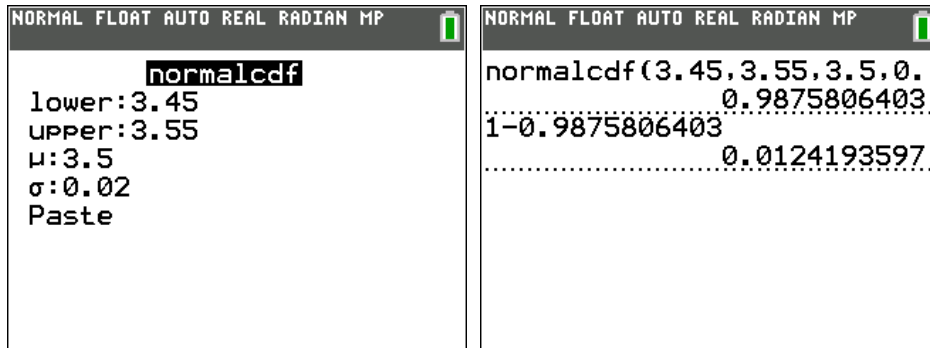 NORMAL FLOAT AUTO REAL RADIAN MP
normalcdf
lower:3.45
upper:3.55
μ:3.5
σ:0.02
Paste
NORMAL FLOAT AUTO REAL RADIAN MP
normalcdf(3.45,3.55,3.5,0.
0.9875806403
1-0.9875806403
0.0124193597